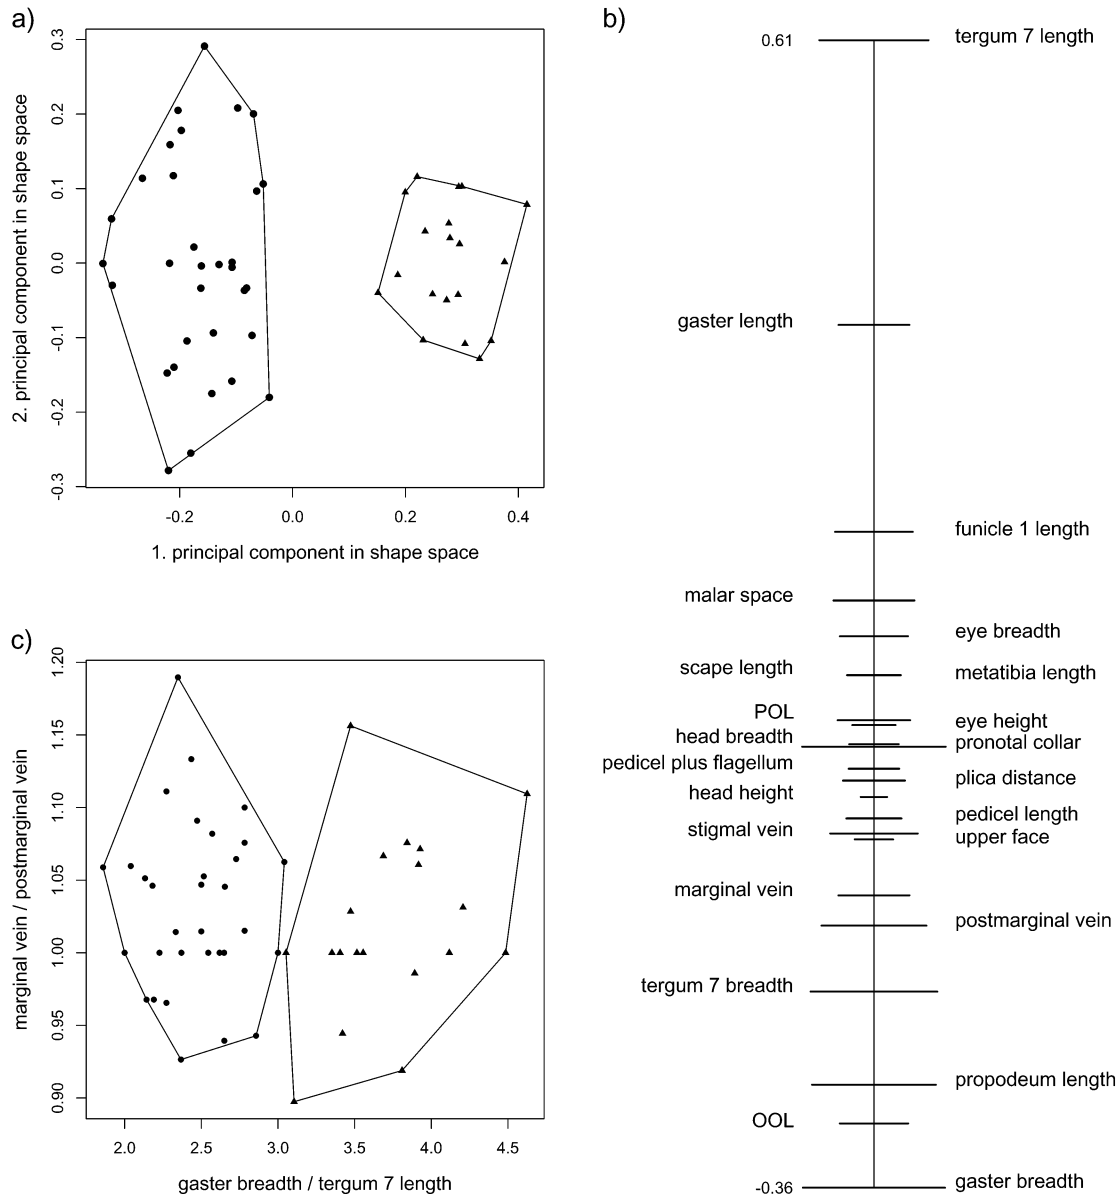 a)
0.3
0.2
0.1
0.0
-0.1
-0.2
-0.3
2. principal component in shape space
-0.2
0.0
0.2
0.4
1. principal component in shape space
b)
0.61
tergum 7 length
gaster length
funicle 1 length
malar space
eye breadth
scape length
metatibia length
POL
eye height
head breadth
pronotal collar
pedicel plus flagellum
plica distance
head height
pedicel length
stigmal vein
upper face
marginal vein
postmarginal vein
tergum 7 breadth
propodeum length
OOL
gaster breadth
-0.36
c)
1.20
1.15
1.10
1.05
1.00
0.95
0.90
marginal vein / postmarginal vein
2.0
2.5
3.0
3.5
4.0
4.5
gaster breadth / tergum 7 length